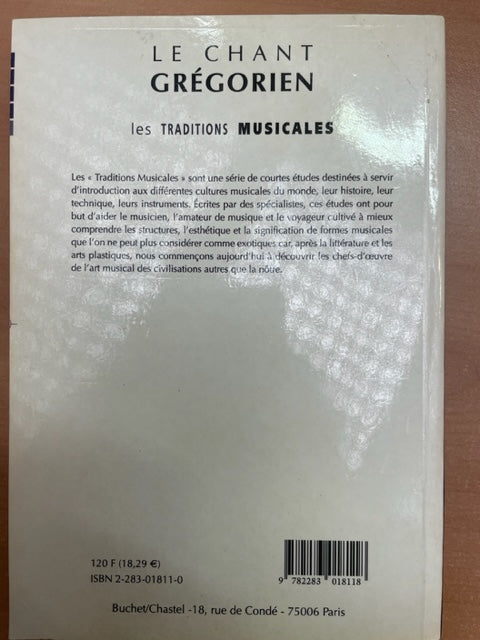 LE CHANT
GRÉGORIEN
les TRADITIONS MUSICALES
Les « Traditions Musicales » sont une série de courtes études destinées à servir
d'introduction aux différentes cultures musicales du monde, leur histoire, leur
technique, leurs instruments. Écrites par des spécialistes, ces études ont pour
but d'aider le musicien, l'amateur de musique et le voyageur cultivé à mieux
comprendre les structures, l'esthétique et la signification de formes musicales
que l'on ne peut plus considérer comme exotiques car, après la littérature et les
arts plastiques, nous commençons aujourd'hui à découvrir les chefs-d'œuvre
de l'art musical des civilisations autres que la nôtre.
120 F (18,29 €)
ISBN 2-283-01811-0
9 782283 018118
Buchet/Chastel -18, rue de Condé - 75006 Paris